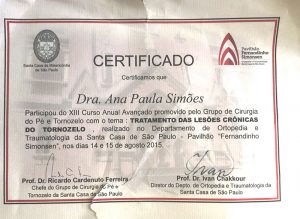 Santa Casa de Misericórdia
de São Paulo
Pavilhão
"Fernandinho
Simonsen"
CERTIFICADO
Certificamos que
Dra. Ana Paula Simões
Participou do XIII Curso Anual Avançado promovido pelo Grupo de Cirurgia
do Pé e Tornozelo com o tema : TRATAMENTO DAS LESÕES CRÔNICAS
DO TORNOZELO , realizado no Departamento de Ortopedia e
Traumatologia da Santa Casa de São Paulo - Pavilhão "Fernandinho
Simonsen", nos dias 14 e 15 de agosto de 2015.
Prof. Dr. Ricardo Cardenuto Ferreira
Chefe do Grupo de Cirurgia do Pé e
Tornozelo da Santa Casa de São Paulo
Prof. Dr. Ivan Chakkour
Diretor do Depto. de Ortopedia e Traumatologia da
Santa Casa de São Paulo